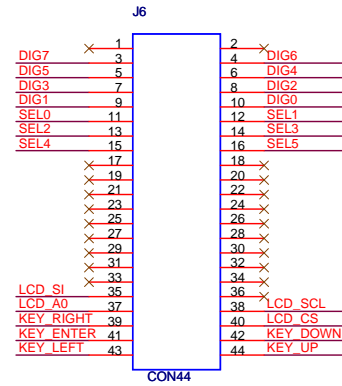 J6
1 2
DIG7 3 4 DIG6
DIG5 5 6 DIG4
DIG3 7 8 DIG2
DIG1 9 10 DIG0
SEL0 11 12 SEL1
SEL2 13 14 SEL3
SEL4 15 16 SEL5
17 18
19 20
21 22
23 24
25 26
27 28
29 30
31 32
33 34
LCD_SI 35 36
LCD_A0 37 38 LCD_SCL
KEY_RIGHT 39 40 LCD_CS
KEY_ENTER 41 42 KEY_DOWN
KEY_LEFT 43 44 KEY_UP
CON44